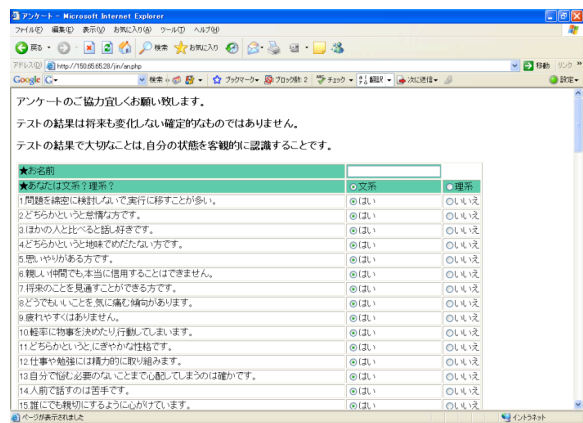 アンケート - Microsoft Internet Explorer
ファイル(F) 編集(E) 表示(V) お気に入り(A) ツール(T) ヘルプ(H)
戻る 検索 お気に入り
アドレス(D) http://150.65.65.28/jin/an.php 移動 リンク »
Google G 検索 ブックマーク ブロック数: 2 チェック 翻訳 次に送信 設定
アンケートのご協力宜しくお願い致します。
テストの結果は将来も変化しない確定的なものではありません。
テストの結果で大切なことは,自分の状態を客観的に認識することです。
★お名前
★あなたは文系?理系? 文系 理系
1.問題を綿密に検討しないで,実行に移すことが多い。 はい いいえ
2.どちらかというと怠惰な方です。 はい いいえ
3.ほかの人と比べると話し好きです。 はい いいえ
4.どちらかというと地味でめだたない方です。 はい いいえ
5.思いやりがある方です。 はい いいえ
6.親しい仲間でも,本当に信用することはできません。 はい いいえ
7.将来のことを見通すことができる方です。 はい いいえ
8.どうでもいいことを,気に病む傾向があります。 はい いいえ
9.疲れやすくはありません。 はい いいえ
10.軽率に物事を決めたり,行動してしまいます。 はい いいえ
11.どちらかというと,にぎやかな性格です。 はい いいえ
12.仕事や勉強には精力的に取り組みます。 はい いいえ
13.自分で悩む必要のないことまで心配してしまうのは確かです。 はい いいえ
14.人前で話すのは苦手です。 はい いいえ
15.誰にでも親切にするように心がけています。 はい いいえ
ページが表示されました イントラネット